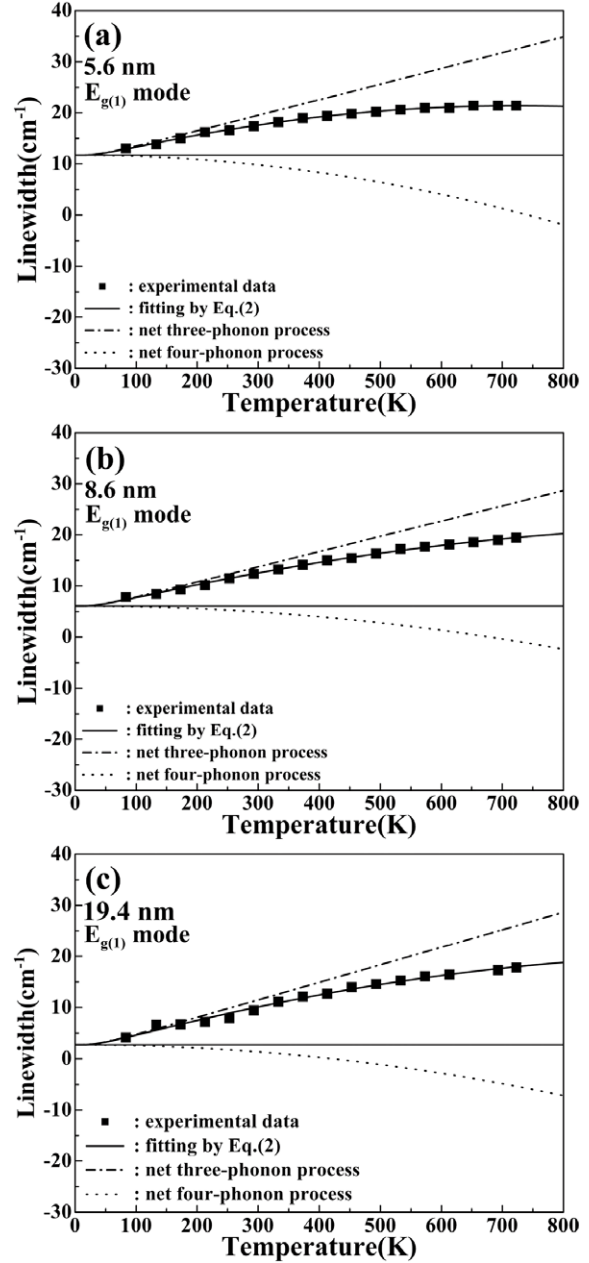 40
(a)
5.6 nm
E_g(1) mode
30
20
10
0
-10
-20
-30
Linewidth(cm⁻¹)
■ : experimental data
: fitting by Eq.(2)
: net three-phonon process
: net four-phonon process
0 100 200 300 400 500 600 700 800
Temperature(K)
40
(b)
8.6 nm
E_g(1) mode
30
20
10
0
-10
-20
-30
Linewidth(cm⁻¹)
■ : experimental data
: fitting by Eq.(2)
: net three-phonon process
: net four-phonon process
0 100 200 300 400 500 600 700 800
Temperature(K)
40
(c)
19.4 nm
E_g(1) mode
30
20
10
0
-10
-20
-30
Linewidth(cm⁻¹)
■ : experimental data
: fitting by Eq.(2)
: net three-phonon process
: net four-phonon process
0 100 200 300 400 500 600 700 800
Temperature(K)